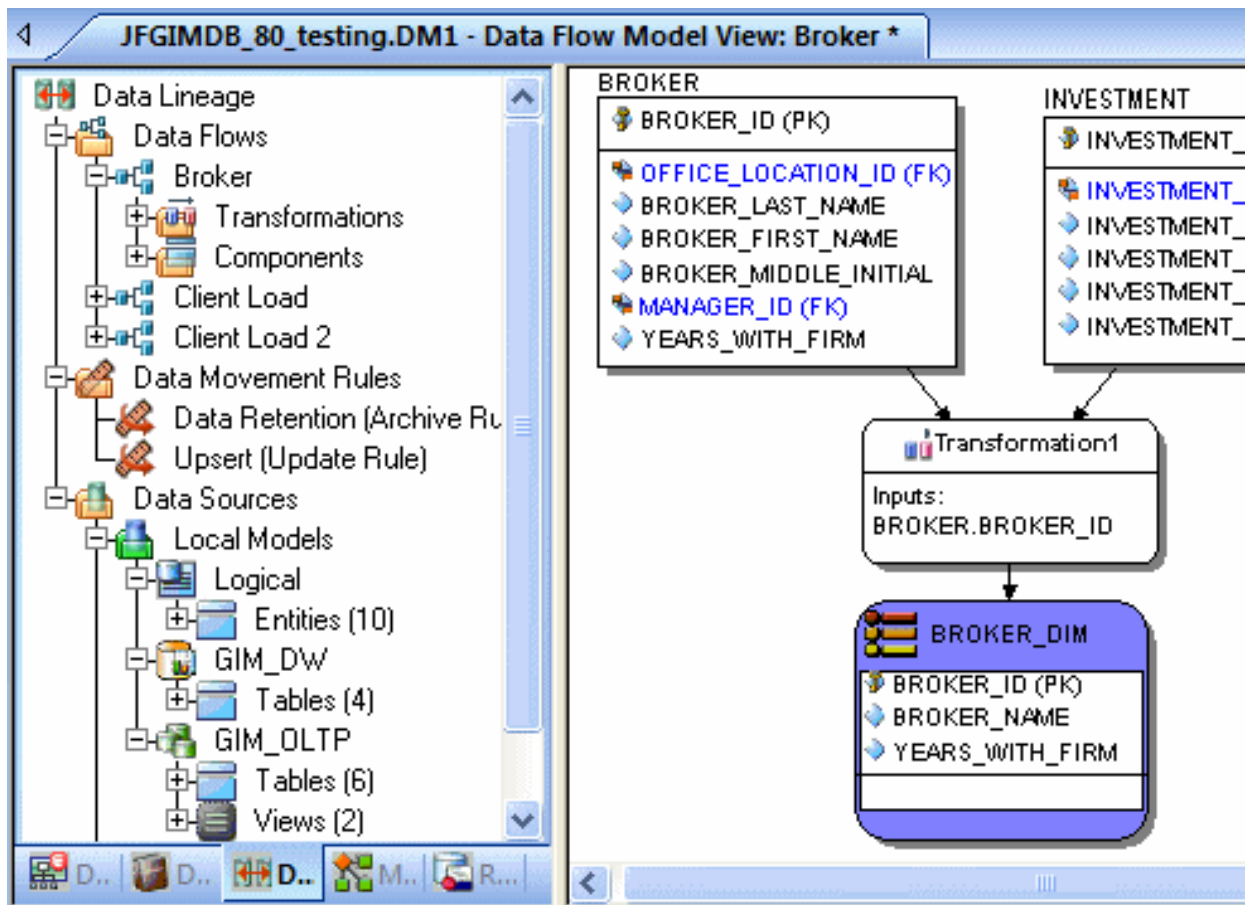 JFGIMDB_80_testing.DM1 - Data Flow Model View: Broker *
Data Lineage
Data Flows
Broker
Transformations
Components
Client Load
Client Load 2
Data Movement Rules
Data Retention (Archive Ru
Upsert (Update Rule)
Data Sources
Local Models
Logical
Entities (10)
GIM_DW
Tables (4)
GIM_OLTP
Tables (6)
Views (2)
D..
D..
D..
M..
R...
BROKER
BROKER_ID (PK)
OFFICE_LOCATION_ID (FK)
BROKER_LAST_NAME
BROKER_FIRST_NAME
BROKER_MIDDLE_INITIAL
MANAGER_ID (FK)
YEARS_WITH_FIRM
INVESTMENT
INVESTMENT_
INVESTMENT_
INVESTMENT_
INVESTMENT_
INVESTMENT_
INVESTMENT_
Transformation1
Inputs:
BROKER.BROKER_ID
BROKER_DIM
BROKER_ID (PK)
BROKER_NAME
YEARS_WITH_FIRM